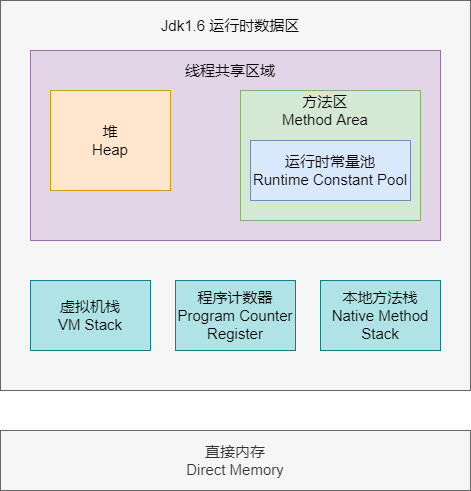 Jdk1.6 运行时数据区
线程共享区域
堆
Heap
方法区
Method Area
运行时常量池
Runtime Constant Pool
虚拟机栈
VM Stack
程序计数器
Program Counter
Register
本地方法栈
Native Method
Stack
直接内存
Direct Memory